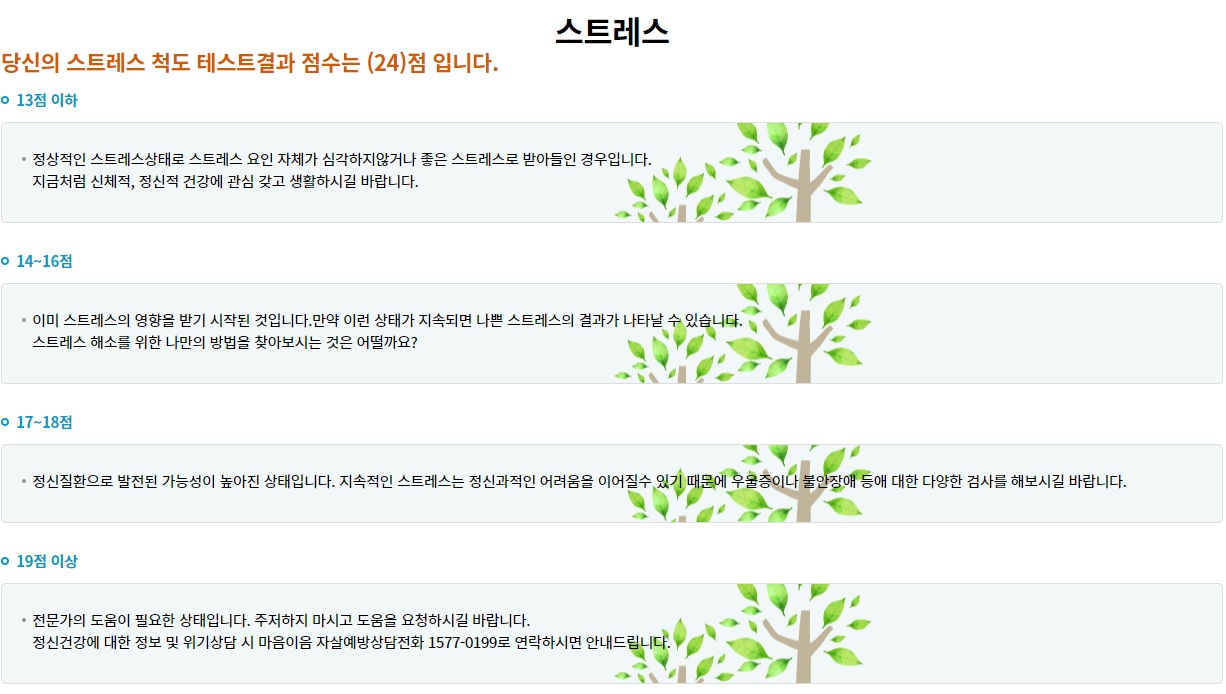 스트레스
당신의 스트레스 척도 테스트결과 점수는 (24)점 입니다.
13점 이하
정상적인 스트레스상태로 스트레스 요인 자체가 심각하지않거나 좋은 스트레스로 받아들인 경우입니다.
지금처럼 신체적, 정신적 건강에 관심 갖고 생활하시길 바랍니다.
14~16점
이미 스트레스의 영향을 받기 시작된 것입니다.만약 이런 상태가 지속되면 나쁜 스트레스의 결과가 나타날 수 있습니다.
스트레스 해소를 위한 나만의 방법을 찾아보시는 것은 어떨까요?
17~18점
정신질환으로 발전된 가능성이 높아진 상태입니다. 지속적인 스트레스는 정신과적인 어려움을 이어질수 있기 때문에 우울증이나 불안장애 등애 대한 다양한 검사를 해보시길 바랍니다.
19점 이상
전문가의 도움이 필요한 상태입니다. 주저하지 마시고 도움을 요청하시길 바랍니다.
정신건강에 대한 정보 및 위기상담 시 마음이음 자살예방상담전화 1577-0199로 연락하시면 안내드립니다.